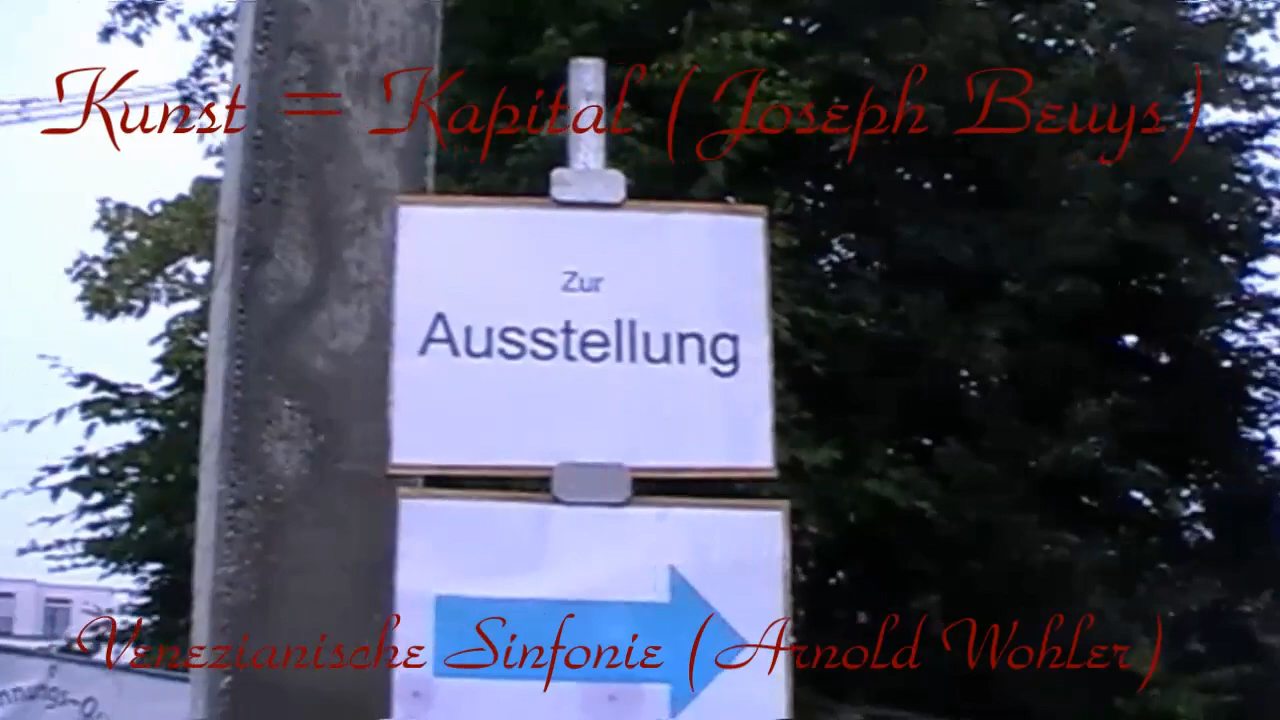 Kunst = Kapital (Joseph Beuys)
Zur
Ausstellung
Venezianische Sinfonie (Arnold Wohler)